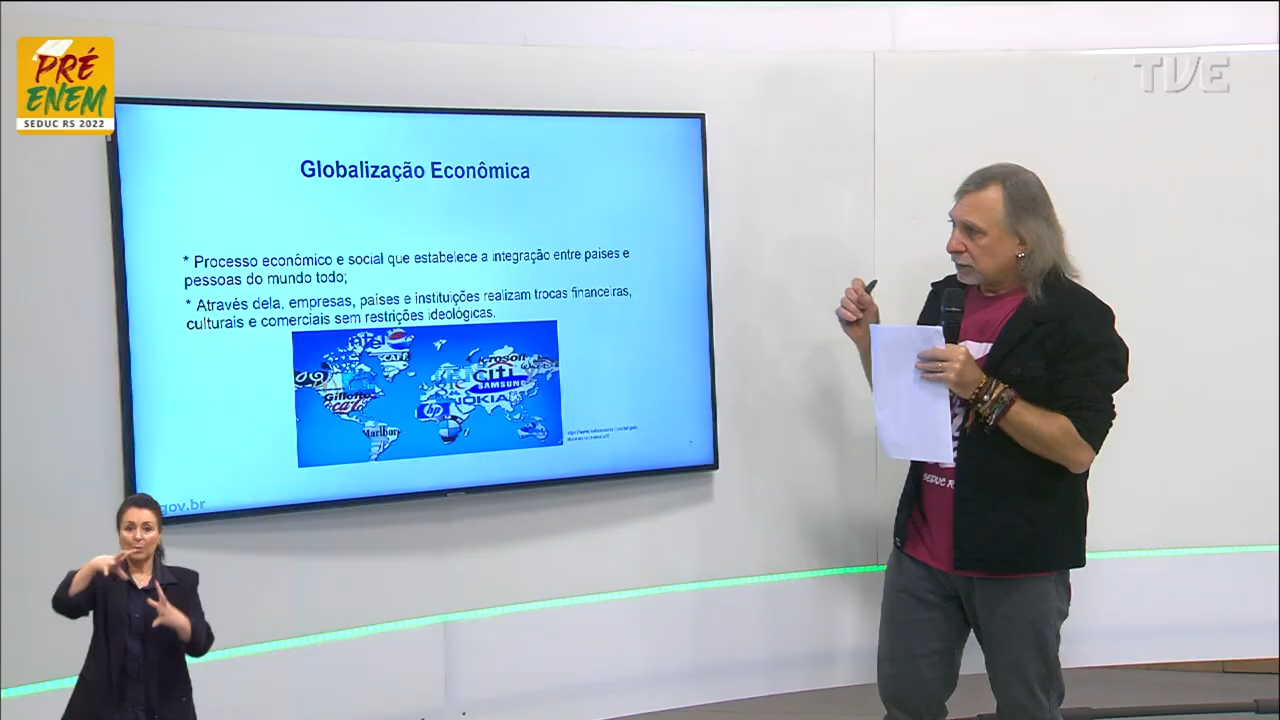 PRÉ
ENEM
SEDUC RS 2022
TVE
Globalização Econômica
* Processo econômico e social que estabelece a integração entre países e
pessoas do mundo todo;
* Através dela, empresas, países e instituições realizam trocas financeiras,
culturais e comerciais sem restrições ideológicas.
CITI
SAMSUNG
NOKIA
hp
gov.br
SEDUC R